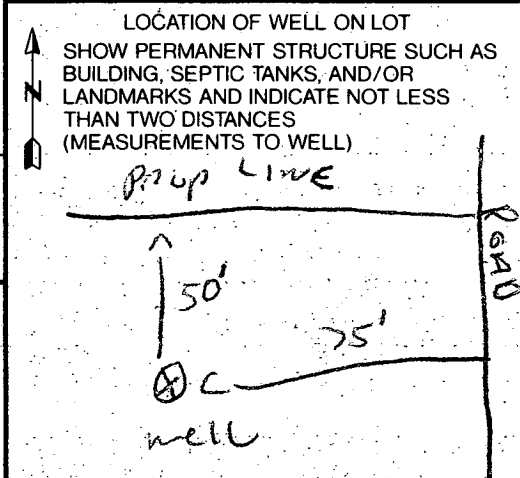 LOCATION OF WELL ON LOT
SHOW PERMANENT STRUCTURE SUCH AS
BUILDING, SEPTIC TANKS, AND/OR
LANDMARKS AND INDICATE NOT LESS
THAN TWO DISTANCES
(MEASUREMENTS TO WELL)
N
Prop LINE
ROAD
50'
75'
well